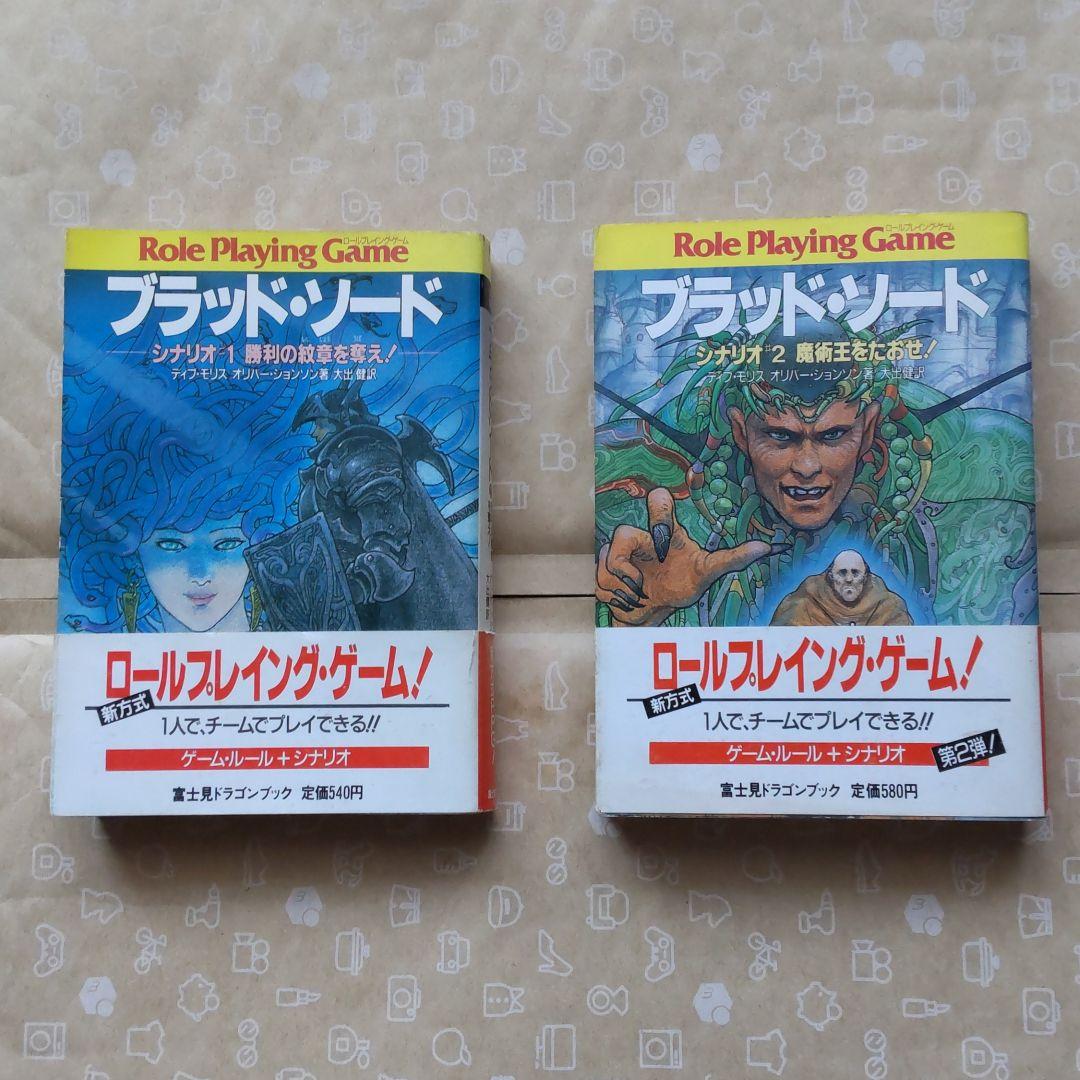 ロールプレイング・ゲーム
Role Playing Game
ブラッド・ソード
シナリオ#1 勝利の紋章を奪え!
ディブ・モリス オリバー・ジョンソン著 大出 健訳
ロールプレイング・ゲーム!
新方式
1人で、チームでプレイできる!!
ゲーム・ルール+シナリオ
富士見ドラゴンブック 定価540円
ロールプレイング・ゲーム
Role Playing Game
ブラッド・ソード
シナリオ#2 魔術王をたおせ!
ディブ・モリス オリバー・ジョンソン著 大出 健訳
ロールプレイング・ゲーム!
新方式
1人で、チームでプレイできる!!
ゲーム・ルール+シナリオ
第2弾!
富士見ドラゴンブック 定価580円